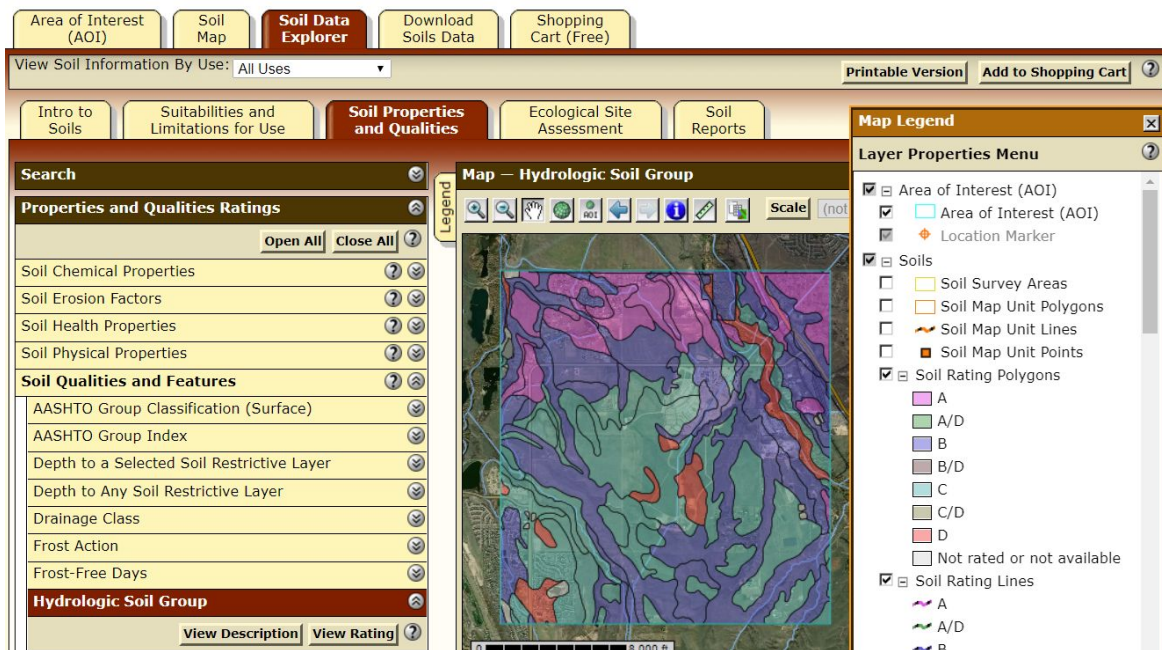 Area of Interest
(AOI)
Soil
Map
Soil Data
Explorer
Download
Soils Data
Shopping
Cart (Free)
View Soil Information By Use: All Uses
Printable Version
Add to Shopping Cart
?
Intro to
Soils
Suitabilities and
Limitations for Use
Soil Properties
and Qualities
Ecological Site
Assessment
Soil
Reports
Search
Properties and Qualities Ratings
Open All Close All ?
Soil Chemical Properties ?
Soil Erosion Factors ?
Soil Health Properties ?
Soil Physical Properties ?
Soil Qualities and Features ?
AASHTO Group Classification (Surface)
AASHTO Group Index
Depth to a Selected Soil Restrictive Layer
Depth to Any Soil Restrictive Layer
Drainage Class
Frost Action
Frost-Free Days
Hydrologic Soil Group
View Description View Rating ?
Legend
Map — Hydrologic Soil Group
AOI
i
Scale (not
0 8,000 ft
Map Legend
Layer Properties Menu ?
Area of Interest (AOI)
Area of Interest (AOI)
Location Marker
Soils
Soil Survey Areas
Soil Map Unit Polygons
Soil Map Unit Lines
Soil Map Unit Points
Soil Rating Polygons
A
A/D
B
B/D
C
C/D
D
Not rated or not available
Soil Rating Lines
A
A/D
B